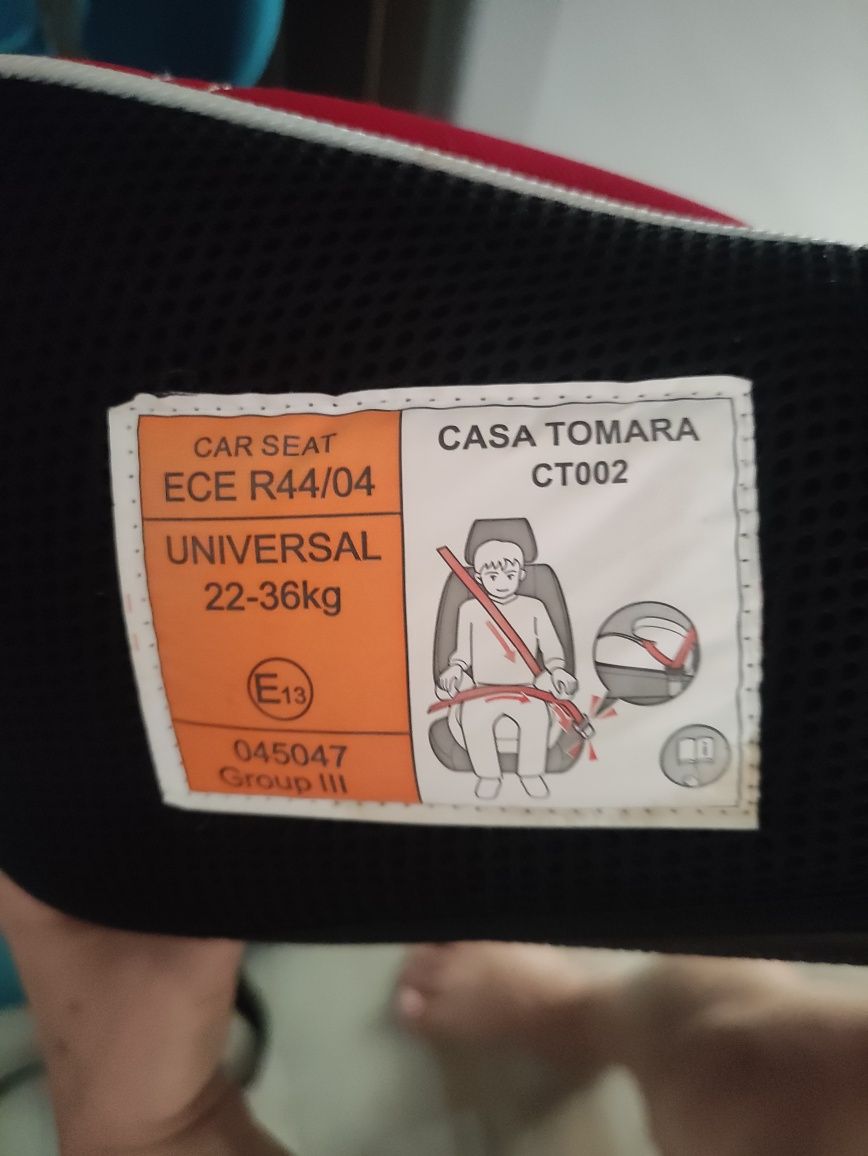 CAR SEAT
ECE R44/04
UNIVERSAL
22-36kg
E13
045047
Group III
CASA TOMARA
CT002
i